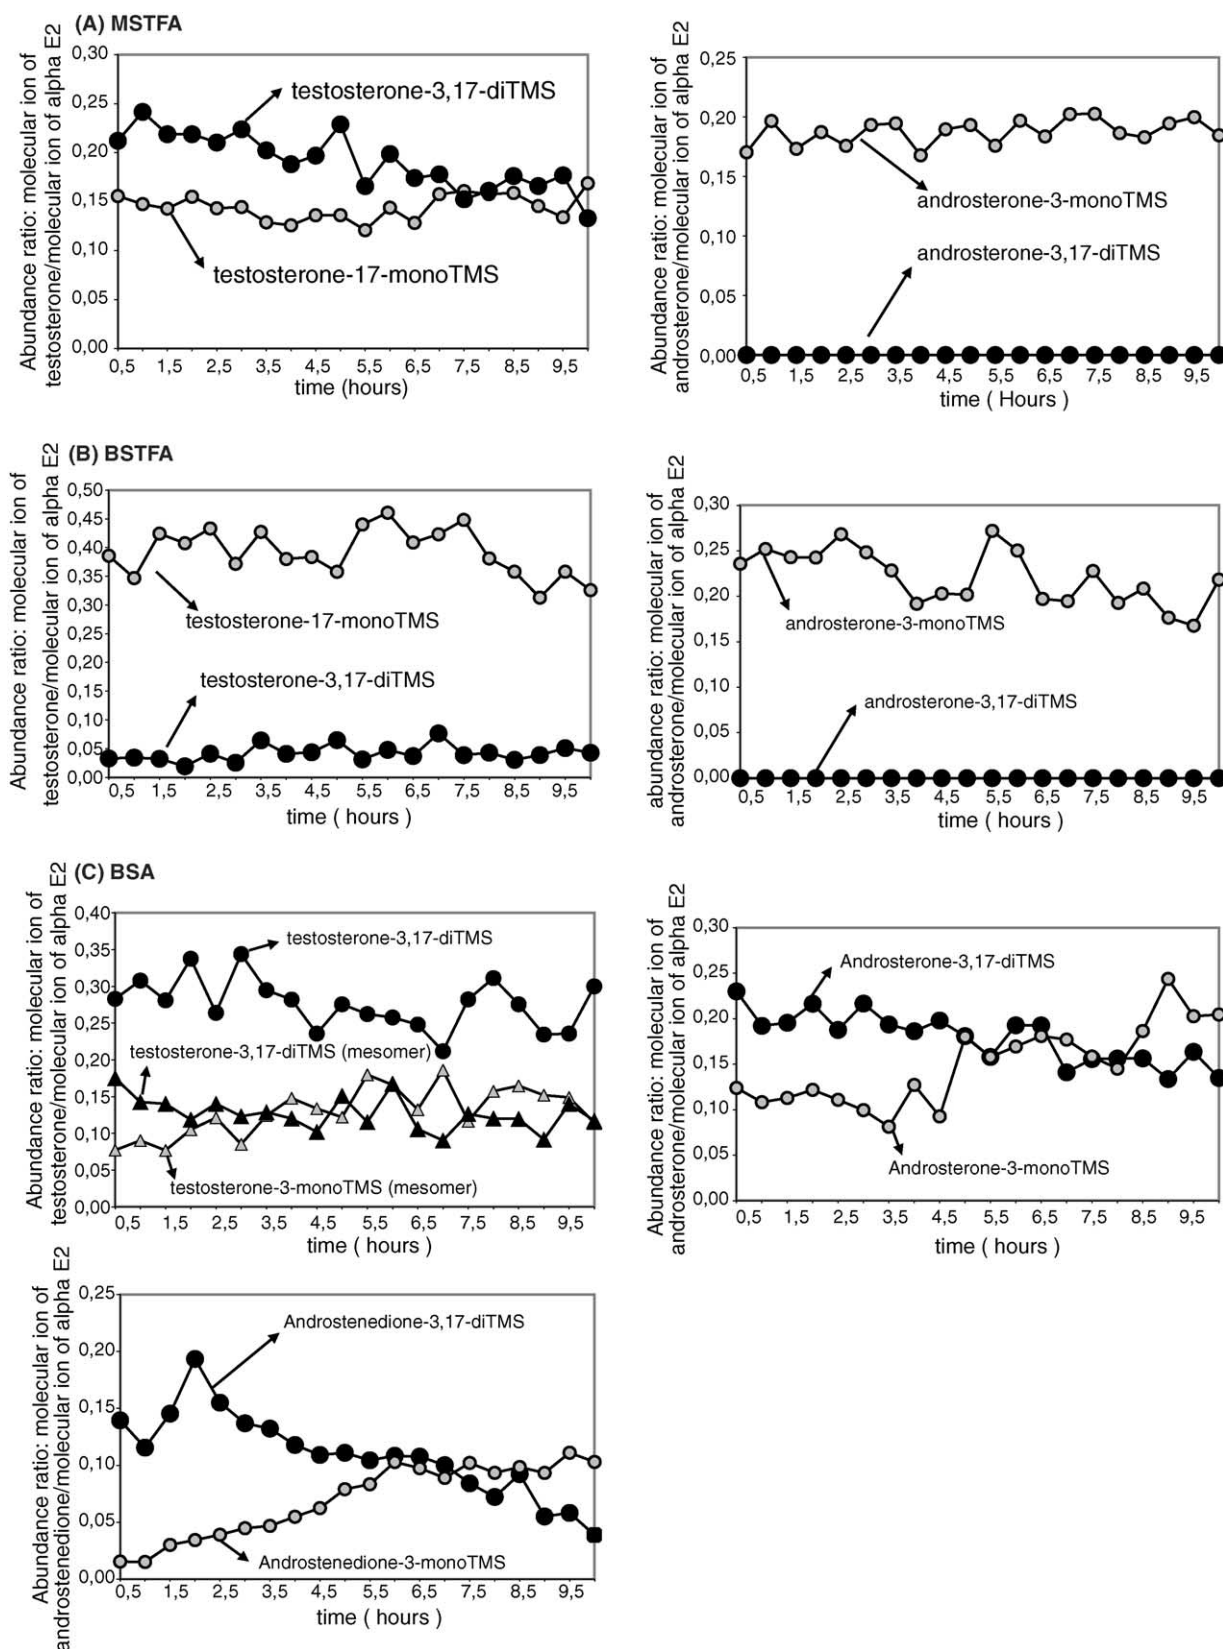 (A) MSTFA
Abundance ratio: molecular ion of
testosterone/molecular ion of alpha E2
0,30
0,25
0,20
0,15
0,10
0,05
0,00
testosterone-3,17-diTMS
testosterone-17-monoTMS
0,5 1,5 2,5 3,5 4,5 5,5 6,5 7,5 8,5 9,5
time (hours)
Abundance ratio: molecular ion of
androsterone/molecular ion of alpha E2
0,25
0,20
0,15
0,10
0,05
0,00
androsterone-3-monoTMS
androsterone-3,17-diTMS
0,5 1,5 2,5 3,5 4,5 5,5 6,5 7,5 8,5 9,5
time ( Hours )
(B) BSTFA
Abundance ratio: molecular ion of
testosterone/molecular ion of alpha E2
0,50
0,45
0,40
0,35
0,30
0,25
0,20
0,15
0,10
0,05
0,00
testosterone-17-monoTMS
testosterone-3,17-diTMS
0,5 1,5 2,5 3,5 4,5 5,5 6,5 7,5 8,5 9,5
time ( hours )
abundance ratio: molecular ion of
androsterone/molecular ion of alpha E2
0,30
0,25
0,20
0,15
0,10
0,05
0,00
androsterone-3-monoTMS
androsterone-3,17-diTMS
0,5 1,5 2,5 3,5 4,5 5,5 6,5 7,5 8,5 9,5
time ( hours )
(C) BSA
Abundance ratio: molecular ion of
testosterone/molecular ion of alpha E2
0,40
0,35
0,30
0,25
0,20
0,15
0,10
0,05
0,00
testosterone-3,17-diTMS
testosterone-3,17-diTMS (mesomer)
testosterone-3-monoTMS (mesomer)
0,5 1,5 2,5 3,5 4,5 5,5 6,5 7,5 8,5 9,5
time ( hours )
Abundance ratio: molecular ion of
androsterone/molecular ion of alpha E2
0,30
0,25
0,20
0,15
0,10
0,05
0,00
Androsterone-3,17-diTMS
Androsterone-3-monoTMS
0,5 1,5 2,5 3,5 4,5 5,5 6,5 7,5 8,5 9,5
time ( hours )
Abundance ratio: molecular ion of
androstenedione/molecular ion of alpha E2
0,25
0,20
0,15
0,10
0,05
0,00
Androstenedione-3,17-diTMS
Androstenedione-3-monoTMS
0,5 1,5 2,5 3,5 4,5 5,5 6,5 7,5 8,5 9,5
time ( hours )